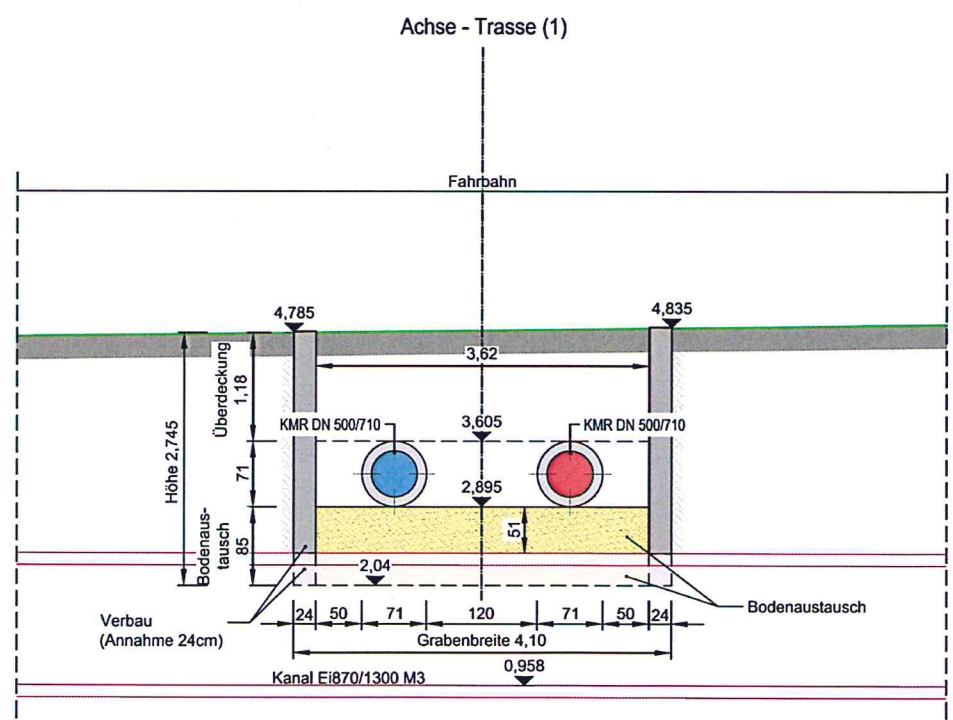 Achse - Trasse (1)
Fahrbahn
4,785
4,835
3,62
Überdeckung
1,18
KMR DN 500/710
3,605
KMR DN 500/710
Höhe 2,745
71
2,895
Bodenaus-
tausch
85
51
2,04
Verbau
(Annahme 24cm)
24 50 71 120 71 50 24
Bodenaustausch
Grabenbreite 4,10
Kanal Ei870/1300 M3
0,958